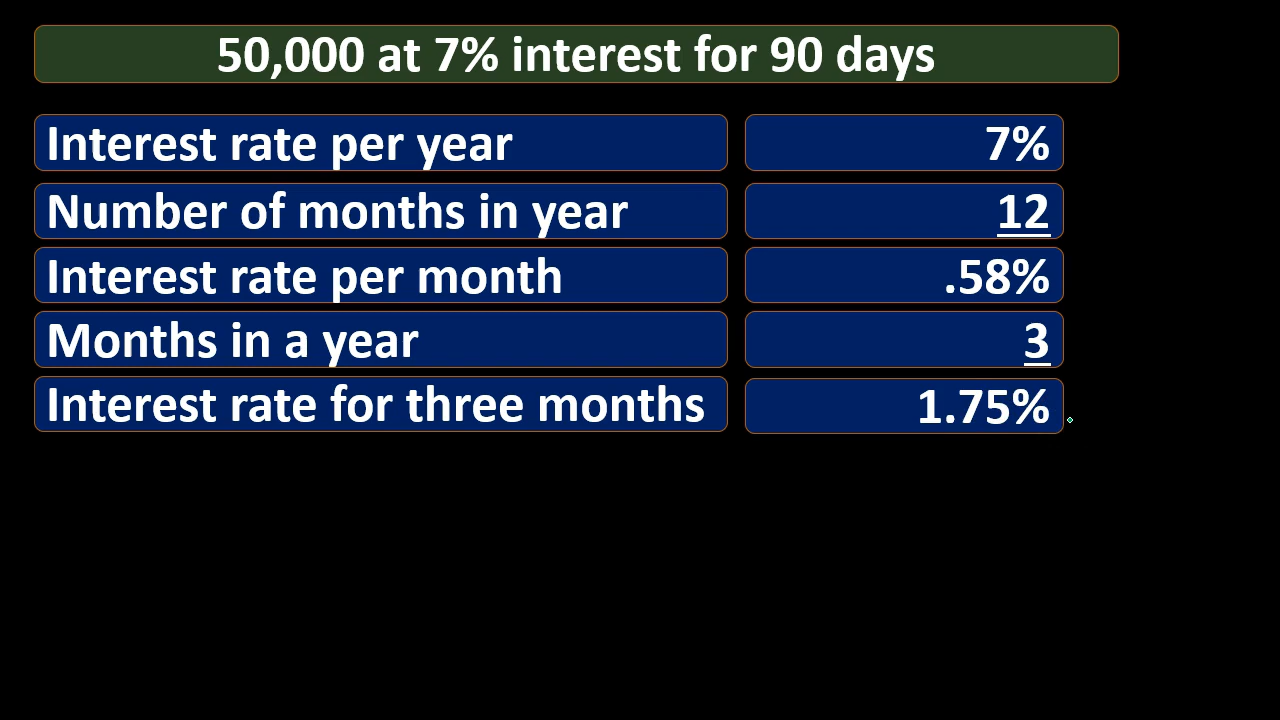 50,000 at 7% interest for 90 days
Interest rate per year 7%
Number of months in year 12
Interest rate per month .58%
Months in a year 3
Interest rate for three months 1.75%